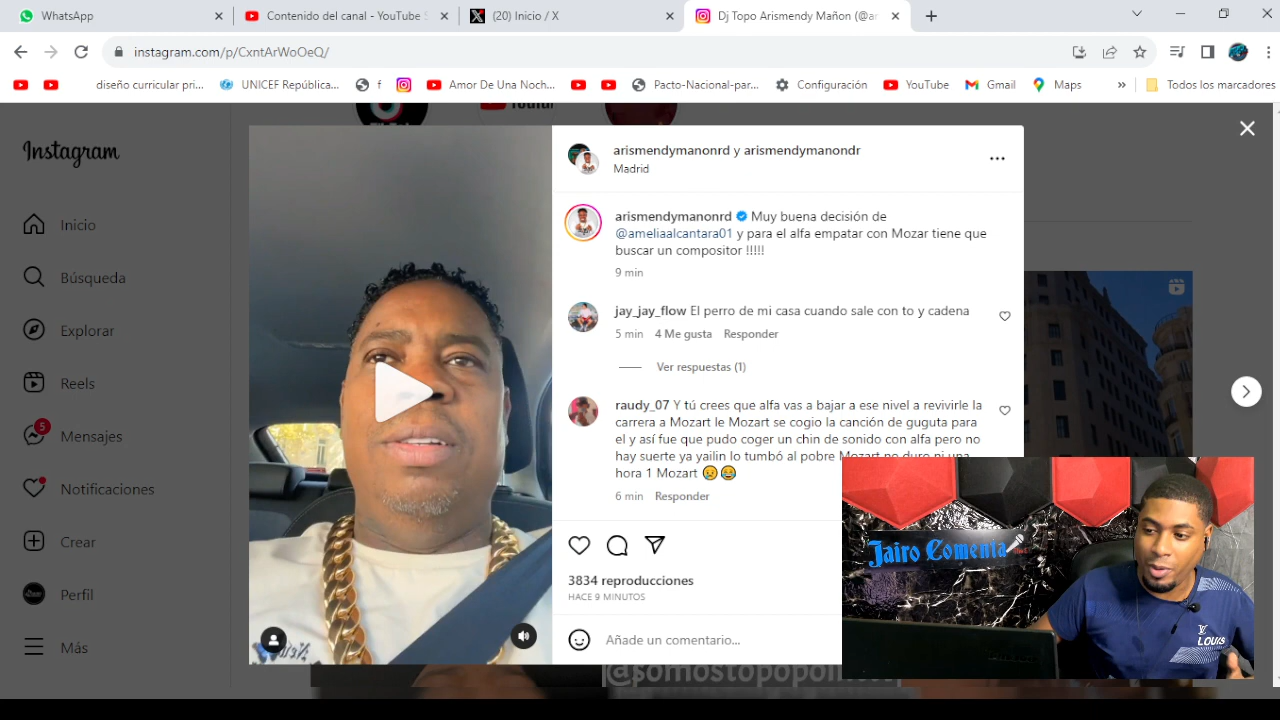 WhatsApp
Contenido del canal - YouTube S
(20) Inicio / X
Dj Topo Arismendy Mañon (@ar
instagram.com/p/CxntArWoOeQ/
diseño curricular pri...
UNICEF República...
f
Amor De Una Noch...
Pacto-Nacional-par...
Configuración
YouTube
Gmail
Maps
»
Todos los marcadores
Instagram
Inicio
Búsqueda
Explorar
Reels
5
Mensajes
Notificaciones
Crear
Perfil
Más
arismendymanonrd y arismendymanondr
Madrid
arismendymanonrd Muy buena decisión de
@ameliaalcantara01 y para el alfa empatar con Mozar tiene que
buscar un compositor !!!!!
9 min
jay_jay_flow El perro de mi casa cuando sale con to y cadena
5 min 4 Me gusta Responder
Ver respuestas (1)
raudy_07 Y tú crees que alfa vas a bajar a ese nivel a revivirle la
carrera a Mozart le Mozart se cogio la canción de guguta para
el y así fue que pudo coger un chin de sonido con alfa pero no
hay suerte ya yailin lo tumbó al pobre Mozart no duro ni una
hora 1 Mozart 😥😂
6 min Responder
3834 reproducciones
HACE 9 MINUTOS
Añade un comentario...
Jairo Comenta
LOUIS